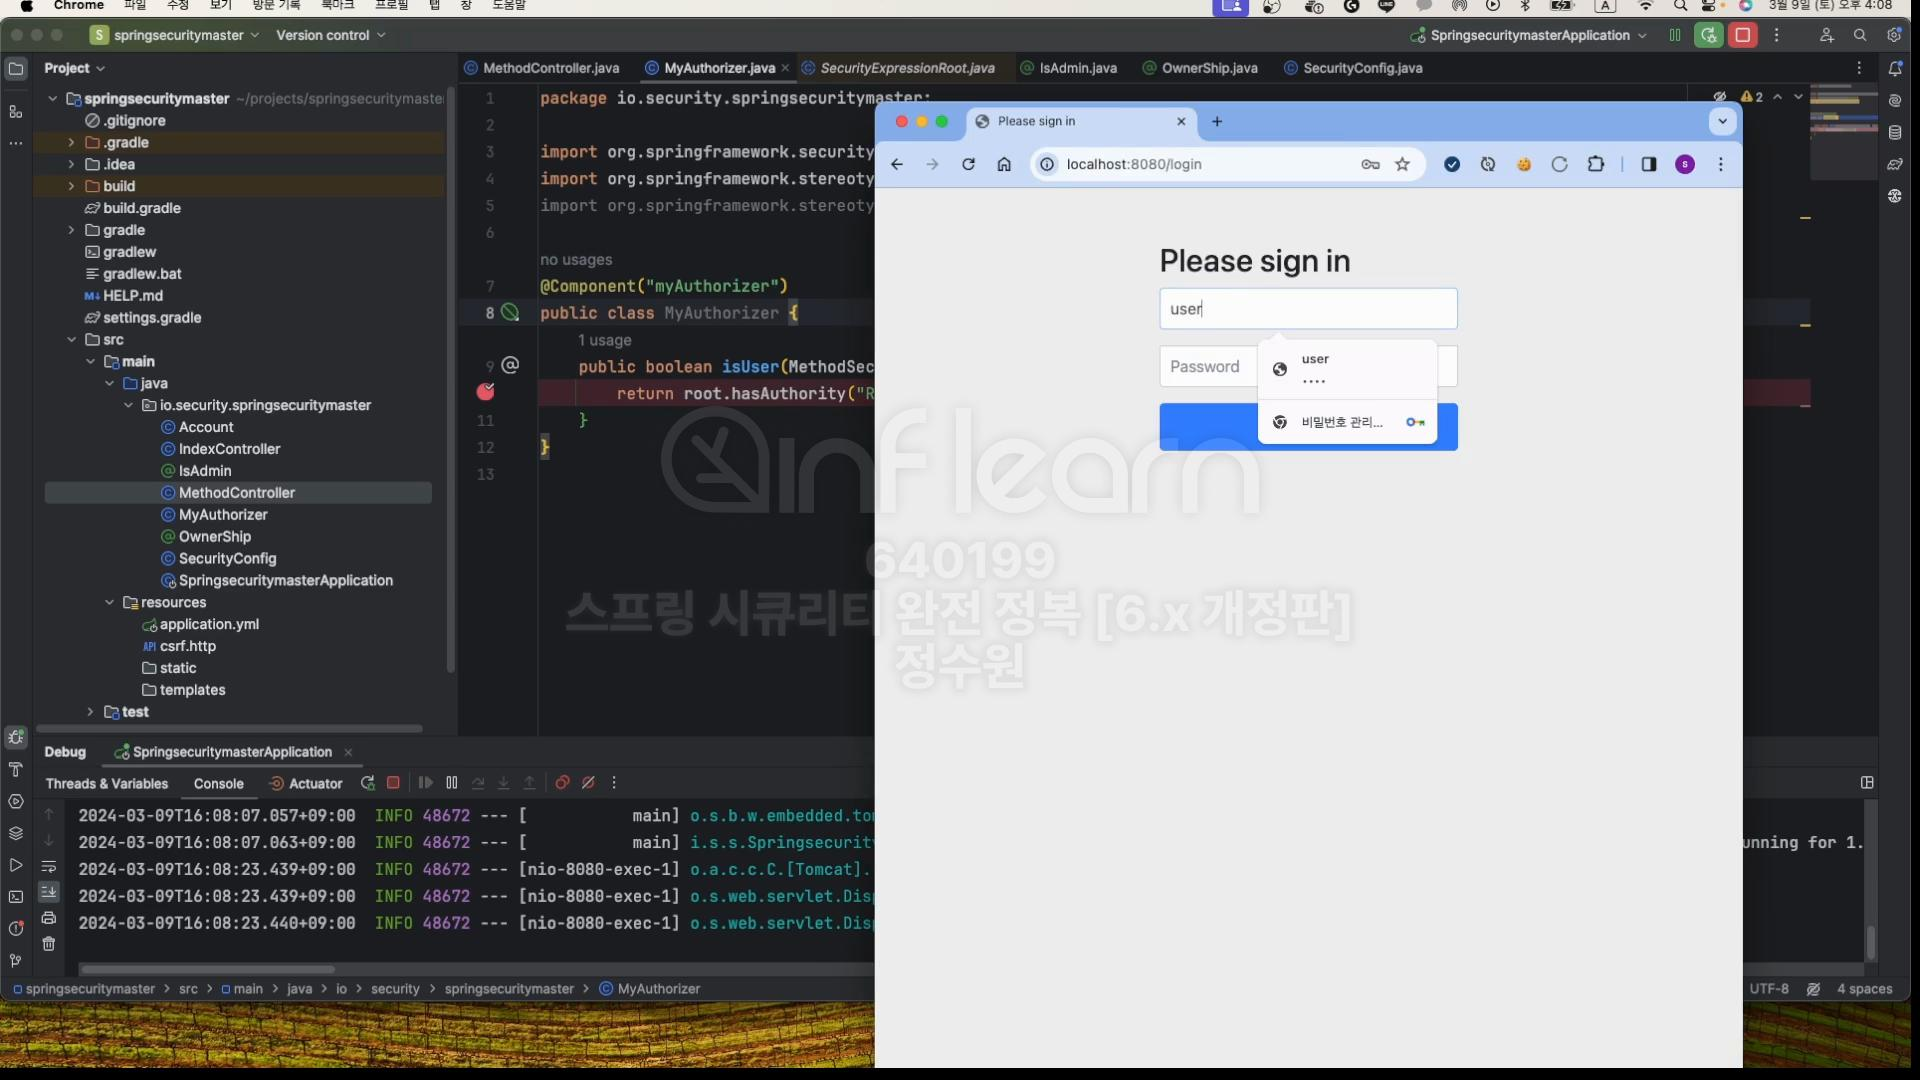 Chrome 파일 수정 보기 방문 기록 북마크 프로필 탭 창 도움말 A 3월 9일 (토) 오후 4:08
S springsecuritymaster Version control SpringsecuritymasterApplication
Project
MethodController.java MyAuthorizer.java SecurityExpressionRoot.java IsAdmin.java OwnerShip.java SecurityConfig.java
springsecuritymaster ~/projects/springsecuritymaste
.gitignore
.gradle
.idea
build
build.gradle
gradle
gradlew
gradlew.bat
M↓ HELP.md
settings.gradle
src
main
java
io.security.springsecuritymaster
Account
IndexController
IsAdmin
MethodController
MyAuthorizer
OwnerShip
SecurityConfig
SpringsecuritymasterApplication
resources
application.yml
API csrf.http
static
templates
test
1 package io.security.springsecuritymaster;
2
3 import org.springframework.security
4 import org.springframework.stereoty
5 import org.springframework.stereoty
6
no usages
7 @Component("myAuthorizer")
8 public class MyAuthorizer {
1 usage
9 public boolean isUser(MethodSec
return root.hasAuthority("R
11 }
12 }
13
2
Please sign in
localhost:8080/login
s
Please sign in
user
Password
user
••••
비밀번호 관리...
inflearn
640199
스프링 시큐리티 완전 정복 [6.x 개정판]
정수원
Debug SpringsecuritymasterApplication
Threads & Variables Console Actuator
2024-03-09T16:08:07.057+09:00 INFO 48672 --- [ main] o.s.b.w.embedded.tom
2024-03-09T16:08:07.063+09:00 INFO 48672 --- [ main] i.s.s.Springsecurity unning for 1.
2024-03-09T16:08:23.439+09:00 INFO 48672 --- [nio-8080-exec-1] o.a.c.c.C.[Tomcat].
2024-03-09T16:08:23.439+09:00 INFO 48672 --- [nio-8080-exec-1] o.s.web.servlet.Disp
2024-03-09T16:08:23.440+09:00 INFO 48672 --- [nio-8080-exec-1] o.s.web.servlet.Disp
springsecuritymaster > src > main > java > io > security > springsecuritymaster > MyAuthorizer UTF-8 4 spaces